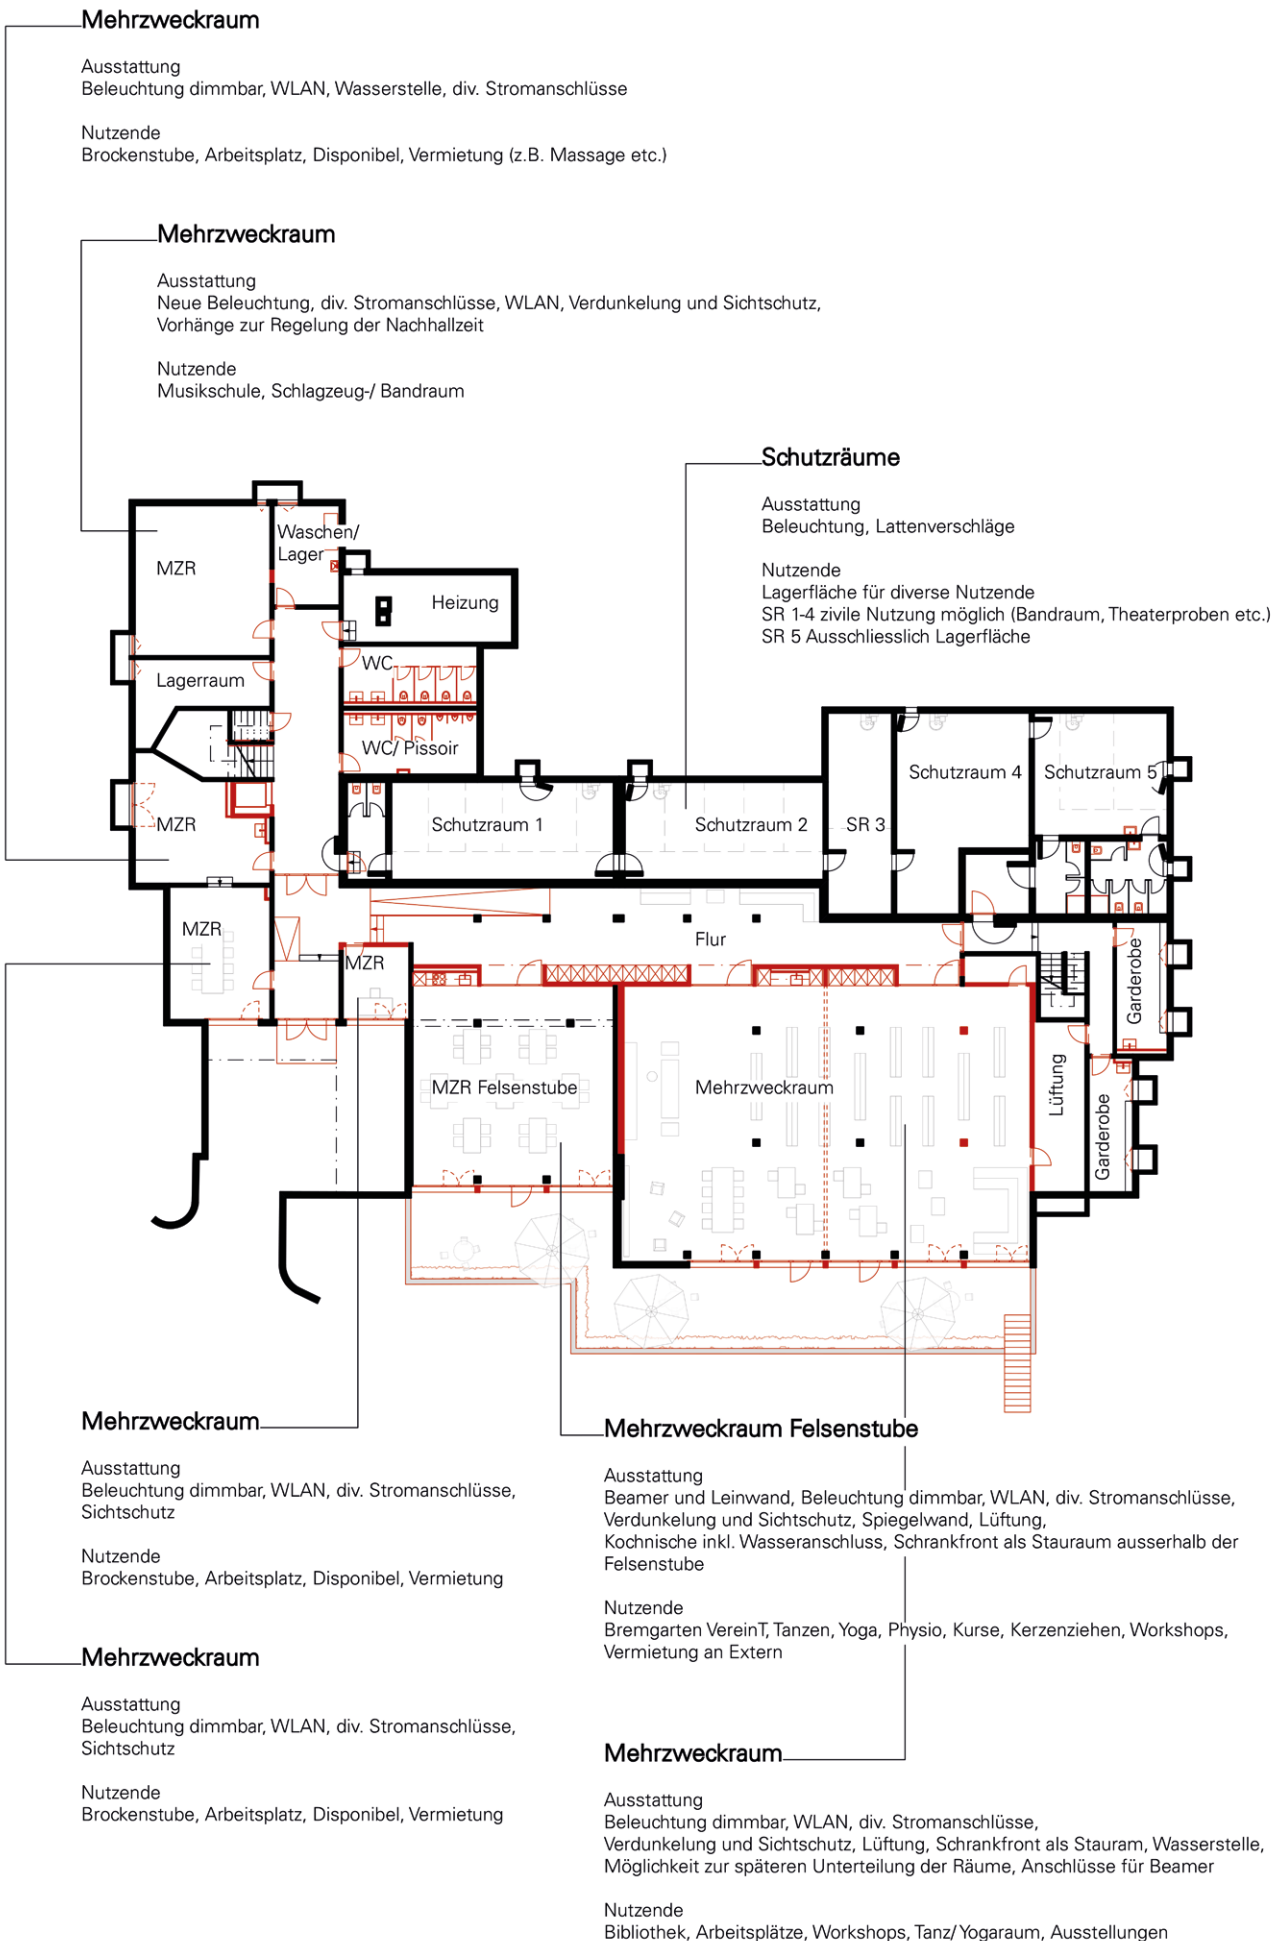 Mehrzweckraum
Ausstattung
Beleuchtung dimmbar, WLAN, Wasserstelle, div. Stromanschlüsse
Nutzende
Brockenstube, Arbeitsplatz, Disponibel, Vermietung (z.B. Massage etc.)
Mehrzweckraum
Ausstattung
Neue Beleuchtung, div. Stromanschlüsse, WLAN, Verdunkelung und Sichtschutz,
Vorhänge zur Regelung der Nachhallzeit
Nutzende
Musikschule, Schlagzeug-/ Bandraum
Schutzräume
Ausstattung
Beleuchtung, Lattenverschläge
Nutzende
Lagerfläche für diverse Nutzende
SR 1-4 zivile Nutzung möglich (Bandraum, Theaterproben etc.)
SR 5 Ausschliesslich Lagerfläche
Waschen/
Lager
MZR
Heizung
WC
Lagerraum
WC/ Pissoir
Schutzraum 4
Schutzraum 5
MZR
Schutzraum 1
Schutzraum 2
SR 3
MZR
Flur
MZR
Garderobe
MZR Felsenstube
Mehrzweckraum
Lüftung
Garderobe
Mehrzweckraum
Ausstattung
Beleuchtung dimmbar, WLAN, div. Stromanschlüsse,
Sichtschutz
Nutzende
Brockenstube, Arbeitsplatz, Disponibel, Vermietung
Mehrzweckraum Felsenstube
Ausstattung
Beamer und Leinwand, Beleuchtung dimmbar, WLAN, div. Stromanschlüsse,
Verdunkelung und Sichtschutz, Spiegelwand, Lüftung,
Kochnische inkl. Wasseranschluss, Schrankfront als Stauraum ausserhalb der
Felsenstube
Nutzende
Bremgarten VereinT, Tanzen, Yoga, Physio, Kurse, Kerzenziehen, Workshops,
Vermietung an Extern
Mehrzweckraum
Ausstattung
Beleuchtung dimmbar, WLAN, div. Stromanschlüsse,
Sichtschutz
Nutzende
Brockenstube, Arbeitsplatz, Disponibel, Vermietung
Mehrzweckraum
Ausstattung
Beleuchtung dimmbar, WLAN, div. Stromanschlüsse,
Verdunkelung und Sichtschutz, Lüftung, Schrankfront als Stauram, Wasserstelle,
Möglichkeit zur späteren Unterteilung der Räume, Anschlüsse für Beamer
Nutzende
Bibliothek, Arbeitsplätze, Workshops, Tanz/ Yogaraum, Ausstellungen